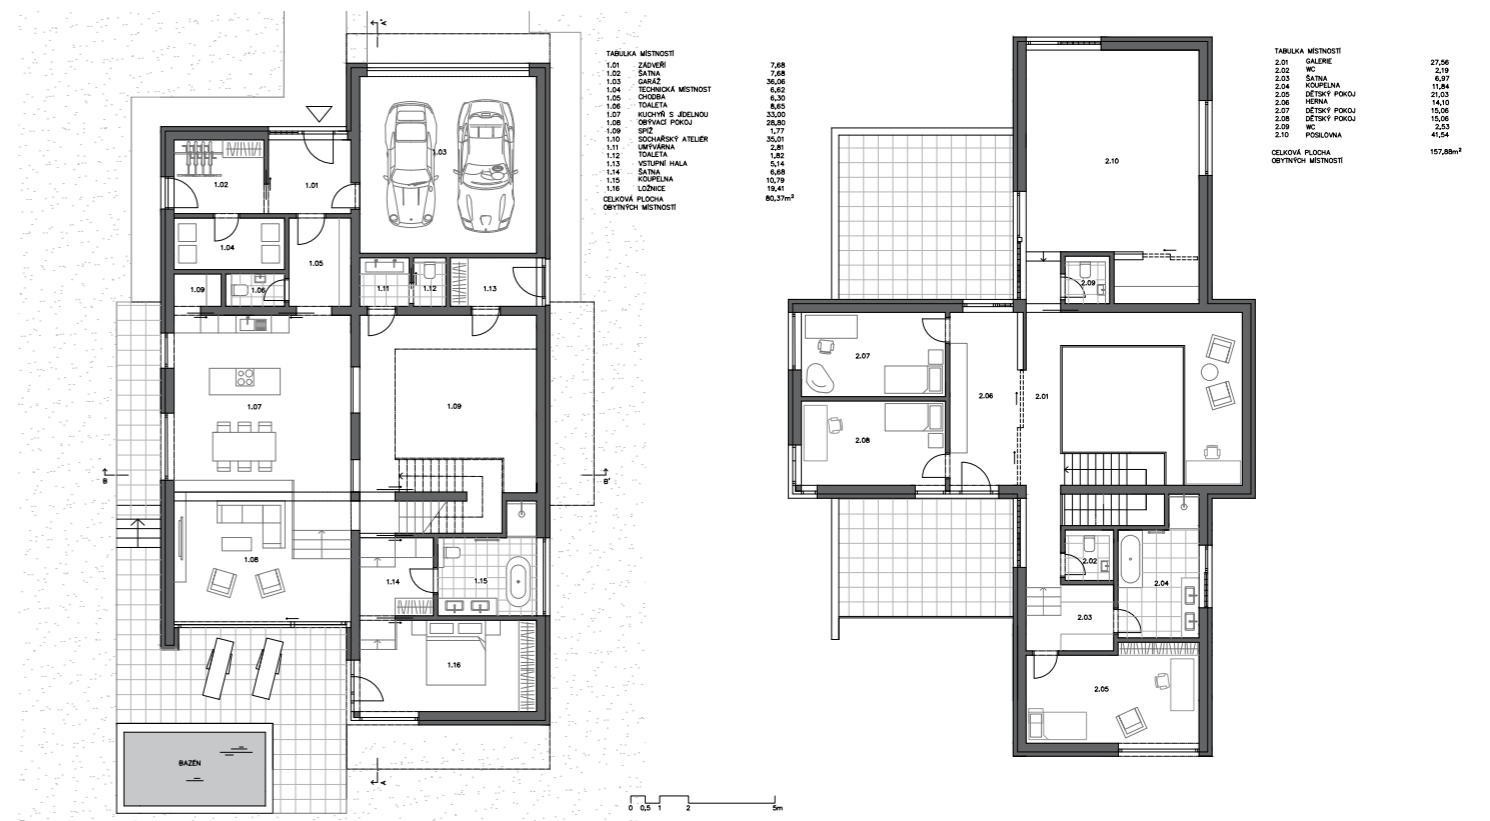 A'
TABULKA MÍSTNOSTÍ
1.01 ZÁDVEŘÍ 7,68
1.02 ŠATNA 7,68
1.03 GARÁŽ 36,06
1.04 TECHNICKÁ MÍSTNOST 6,62
1.05 CHODBA 6,30
1.06 TOALETA 8,65
1.07 KUCHYŇ S JÍDELNOU 33,00
1.08 OBÝVACÍ POKOJ 28,80
1.09 SPÍŽ 1,77
1.10 SOCHAŘSKÝ ATELIÉR 35,01
1.11 UMÝVÁRNA 2,81
1.12 TOALETA 1,82
1.13 VSTUPNÍ HALA 5,14
1.14 ŠATNA 6,68
1.15 KOUPELNA 10,79
1.16 LOŽNICE 19,41
CELKOVÁ PLOCHA 80,37m²
OBYTNÝCH MÍSTNOSTÍ
TABULKA MÍSTNOSTÍ
2.01 GALERIE 27,56
2.02 WC 2,19
2.03 ŠATNA 6,97
2.04 KOUPELNA 11,84
2.05 DĚTSKÝ POKOJ 21,03
2.06 HERNA 14,10
2.07 DĚTSKÝ POKOJ 15,06
2.08 DĚTSKÝ POKOJ 15,06
2.09 WC 2,53
2.10 POSILOVNA 41,54
CELKOVÁ PLOCHA 157,88m²
OBYTNÝCH MÍSTNOSTÍ
1.03
1.02
1.01
1.04
1.05
1.09
1.06
1.11
1.12
1.13
1.07
1.09
B
B'
1.08
1.14
1.15
1.16
BAZÉN
A
2.10
2.09
2.07
2.06
2.01
2.08
2.02
2.04
2.03
2.05
0 0,5 1 2 5m